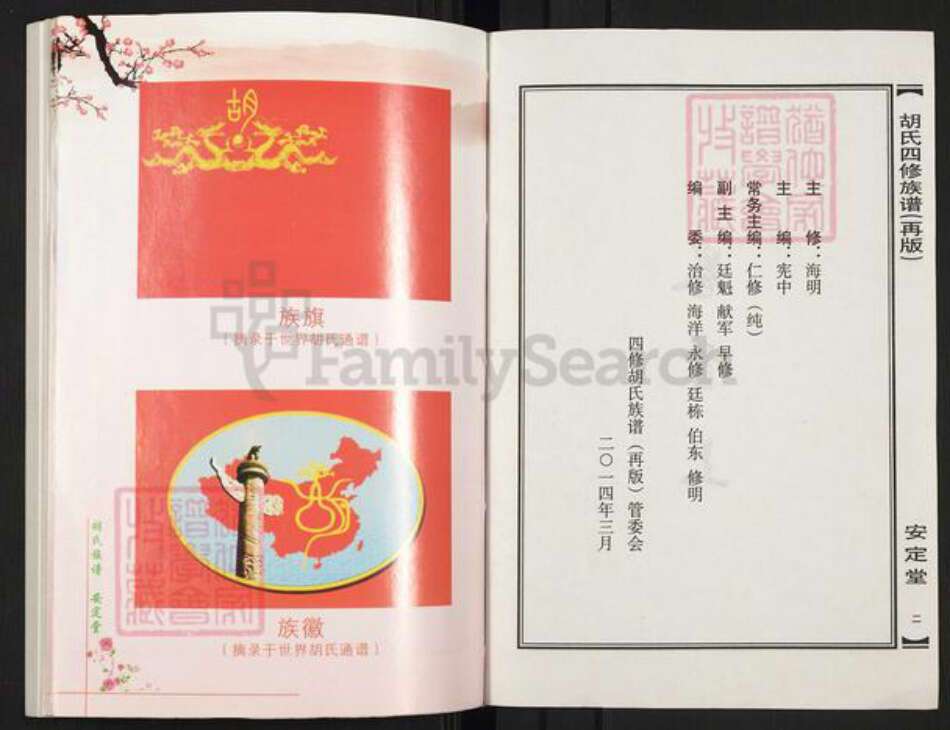 胡
族旗
(摘录于世界胡氏通谱)
族徽
(摘录于世界胡氏通谱)
胡氏族谱 安定堂
FamilySearch
【胡氏四修族谱(再版)
安定堂 二】
主修：海明
主编：宪中
常务主编：仁修(纯)
副主编：廷魁 献军 早修
编委：治修 海洋 永修 廷栋 伯东 修明
四修胡氏族谱(再版)管委会
二〇一四年三月